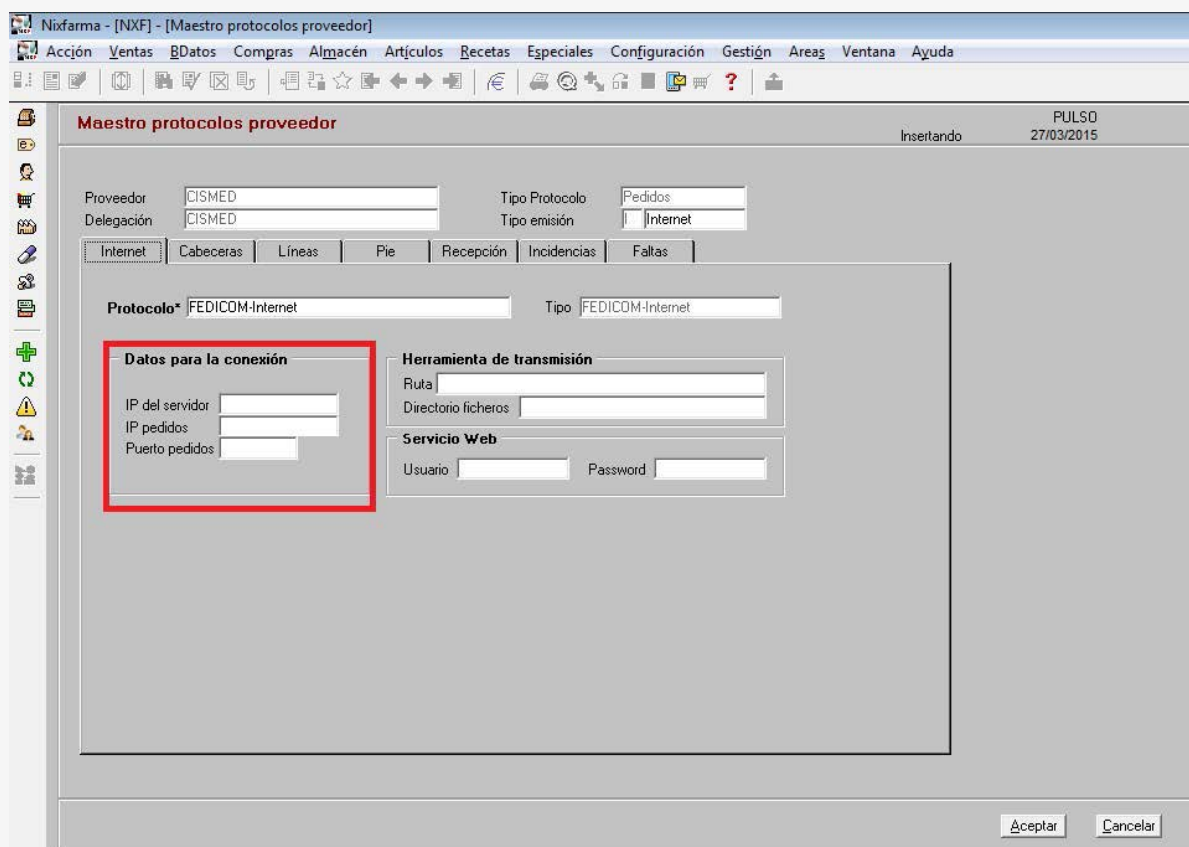 Nixfarma - [NXF] - [Maestro protocolos proveedor]
Acción Ventas BDatos Compras Almacén Artículos Recetas Especiales Configuración Gestión Areas Ventana Ayuda
Maestro protocolos proveedor
PULSO
Insertando 27/03/2015
Proveedor CISMED Tipo Protocolo Pedidos
Delegación CISMED Tipo emisión I Internet
Internet Cabeceras Líneas Pie Recepción Incidencias Faltas
Protocolo* FEDICOM-Internet Tipo FEDICOM-Internet
Datos para la conexión
IP del servidor
IP pedidos
Puerto pedidos
Herramienta de transmisión
Ruta
Directorio ficheros
Servicio Web
Usuario Password
Aceptar Cancelar